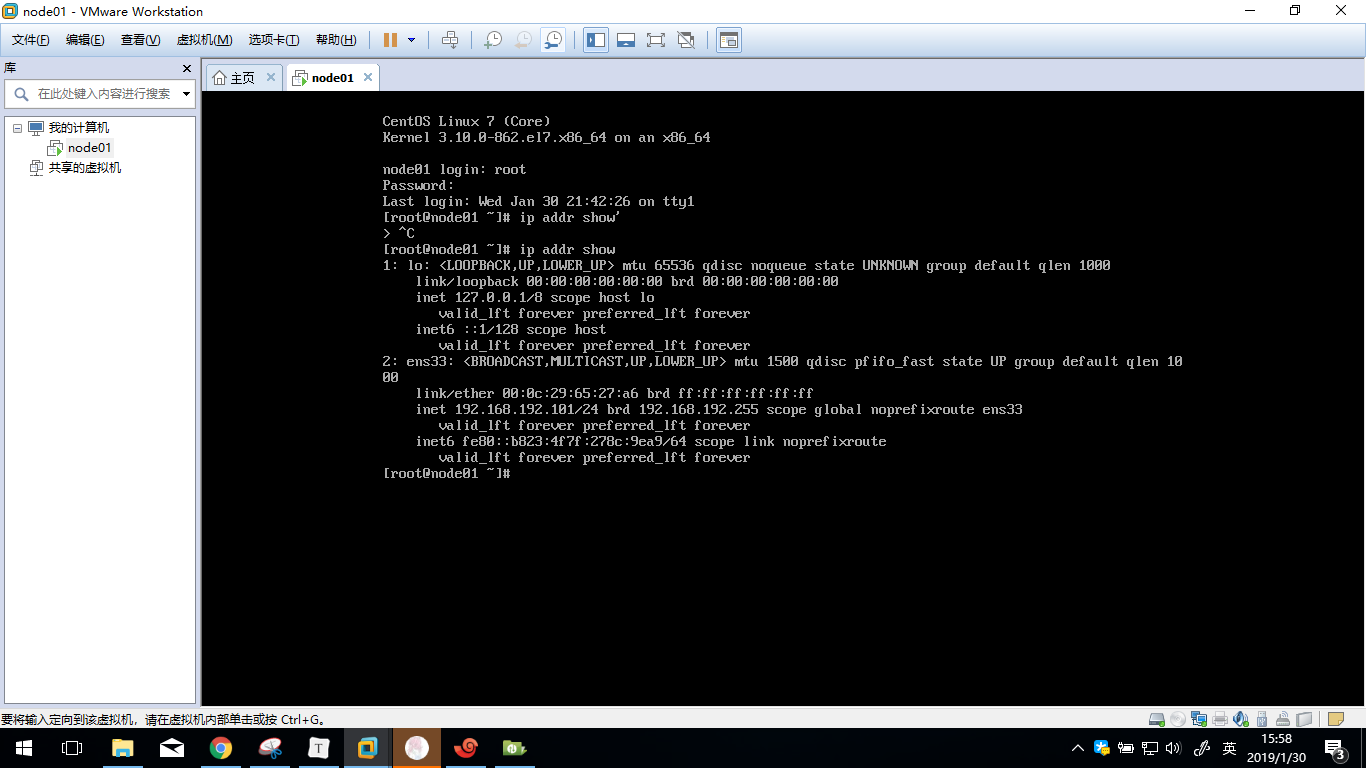 node01 - VMware Workstation
文件(F) 编辑(E) 查看(V) 虚拟机(M) 选项卡(T) 帮助(H)
库
在此处键入内容进行搜索
我的计算机
node01
共享的虚拟机
主页 node01
CentOS Linux 7 (Core)
Kernel 3.10.0-862.el7.x86_64 on an x86_64
node01 login: root
Password:
Last login: Wed Jan 30 21:42:26 on tty1
[root@node01 ~]# ip addr show'
> ^C
[root@node01 ~]# ip addr show
1: lo: <LOOPBACK,UP,LOWER_UP> mtu 65536 qdisc noqueue state UNKNOWN group default qlen 1000
link/loopback 00:00:00:00:00:00 brd 00:00:00:00:00:00
inet 127.0.0.1/8 scope host lo
valid_lft forever preferred_lft forever
inet6 ::1/128 scope host
valid_lft forever preferred_lft forever
2: ens33: <BROADCAST,MULTICAST,UP,LOWER_UP> mtu 1500 qdisc pfifo_fast state UP group default qlen 10
00
link/ether 00:0c:29:65:27:a6 brd ff:ff:ff:ff:ff:ff
inet 192.168.192.101/24 brd 192.168.192.255 scope global noprefixroute ens33
valid_lft forever preferred_lft forever
inet6 fe80::b823:4f7f:278c:9ea9/64 scope link noprefixroute
valid_lft forever preferred_lft forever
[root@node01 ~]#
要将输入定向到该虚拟机，请在虚拟机内部单击或按 Ctrl+G。
T
英
15:58
2019/1/30
3